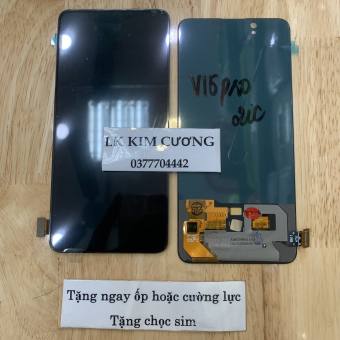 V15 pro
2ic
LK KIM CƯƠNG
0377704442
Tặng ngay ốp hoặc cường lực
Tặng chọc sim